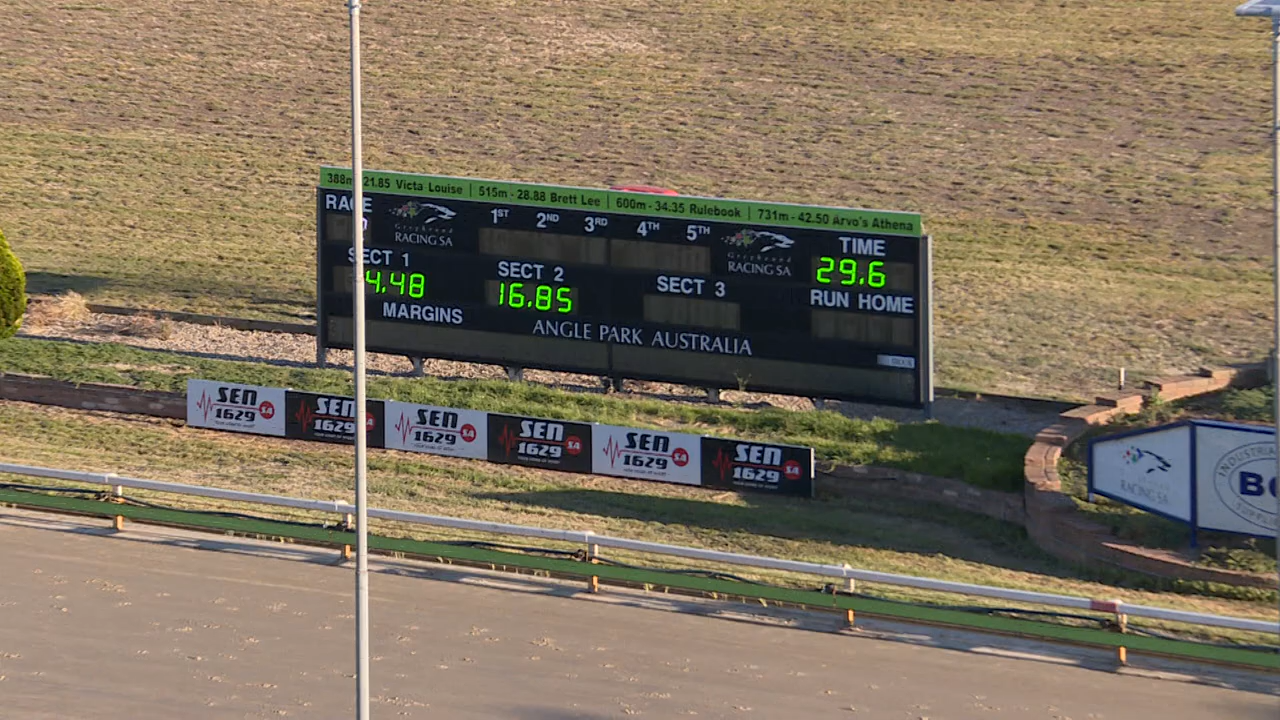 388m 21.85 Victa Louise | 515m - 28.88 Brett Lee | 600m - 34.35 Rulebook | 731m - 42.50 Arvo's Athena
RACE
Greyhound
RACING SA
1ST 2ND 3RD 4TH 5TH
Greyhound
RACING SA
TIME
29.6
SECT 1
4.48
SECT 2
16.85
SECT 3
RUN HOME
MARGINS
ANGLE PARK AUSTRALIA
SEN
1629 SA
SEN
1629 SA
SEN
1629 SA
SEN
1629 SA
SEN
1629 SA
SEN
1629 SA
RACING SA
INDUSTRIAL
SUPPLIES